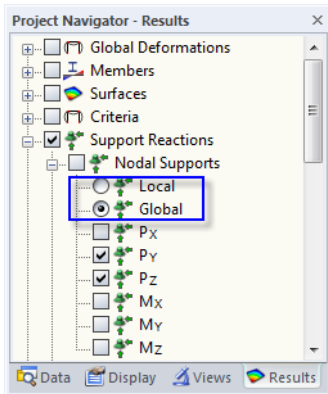 Project Navigator - Results
Global Deformations
Members
Surfaces
Criteria
Support Reactions
Nodal Supports
Local
Global
PX
PY
PZ
MX
MY
MZ
Data Display Views Results